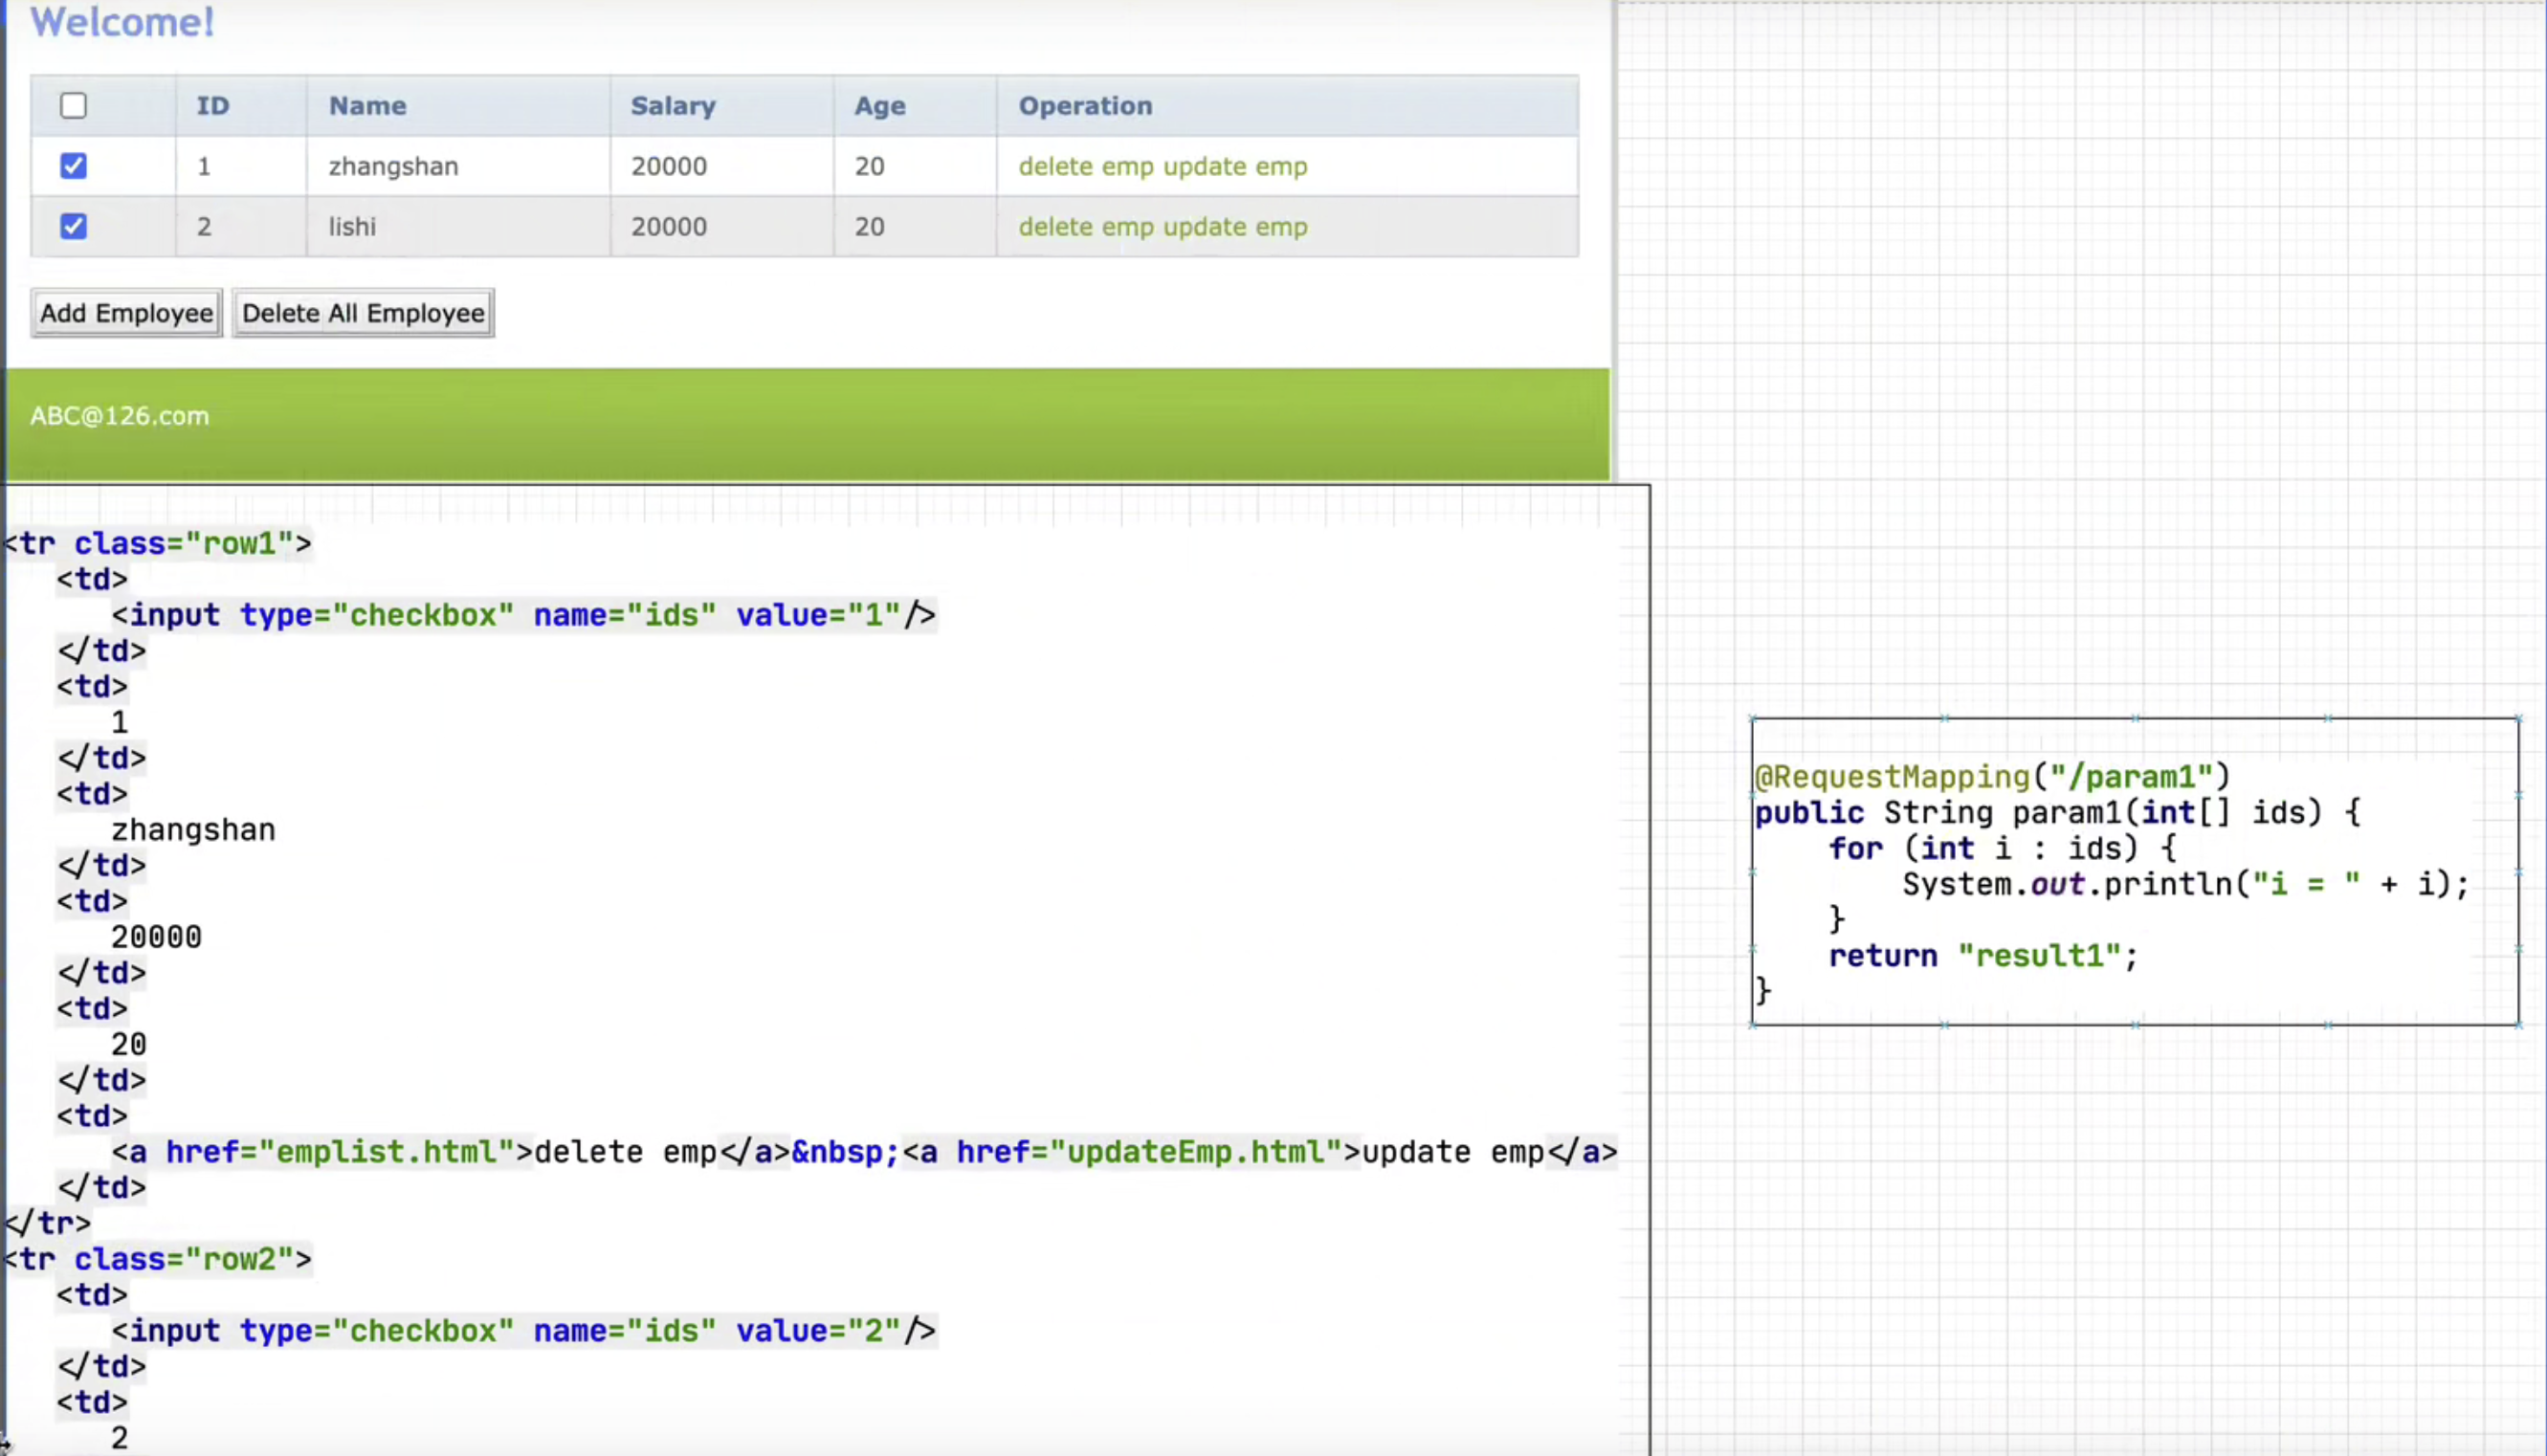 Welcome!
ID Name Salary Age Operation
1 zhangshan 20000 20 delete emp update emp
2 lishi 20000 20 delete emp update emp
Add Employee Delete All Employee
ABC@126.com
<tr class="row1">
<td>
<input type="checkbox" name="ids" value="1"/>
</td>
<td>
1
</td>
<td>
zhangshan
</td>
<td>
20000
</td>
<td>
20
</td>
<td>
<a href="emplist.html">delete emp</a>&nbsp;<a href="updateEmp.html">update emp</a>
</td>
</tr>
<tr class="row2">
<td>
<input type="checkbox" name="ids" value="2"/>
</td>
<td>
2
@RequestMapping("/param1")
public String param1(int[] ids) {
for (int i : ids) {
System.out.println("i = " + i);
}
return "result1";
}